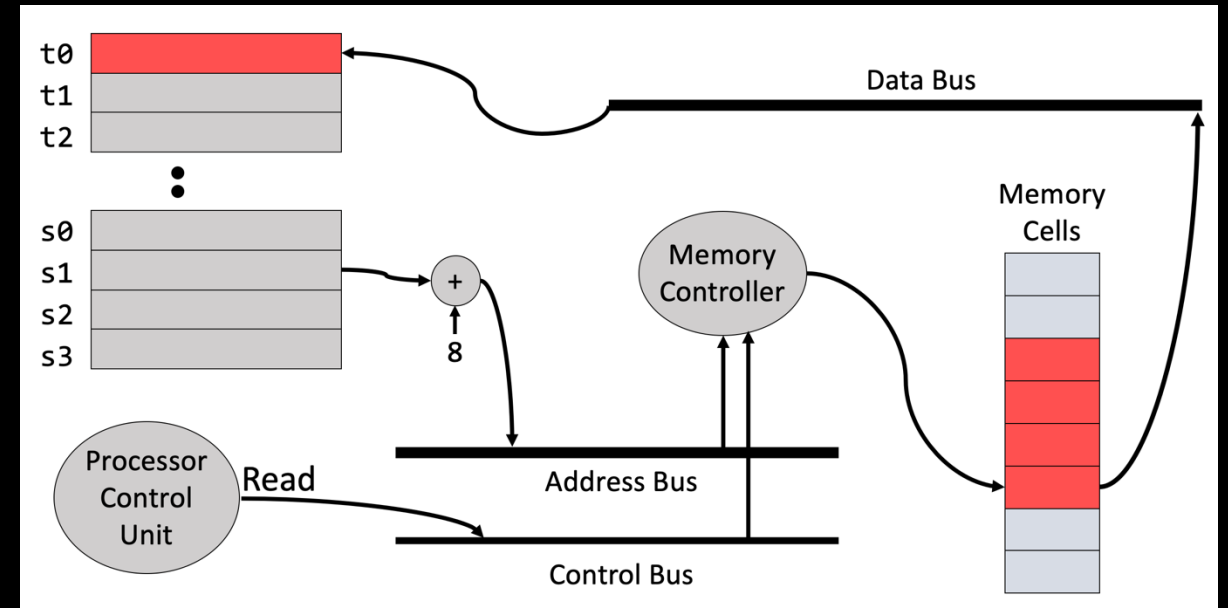 t0
t1
t2
Data Bus
Memory
Cells
s0
s1
s2
s3
+
8
Memory
Controller
Processor
Control
Unit
Read
Address Bus
Control Bus